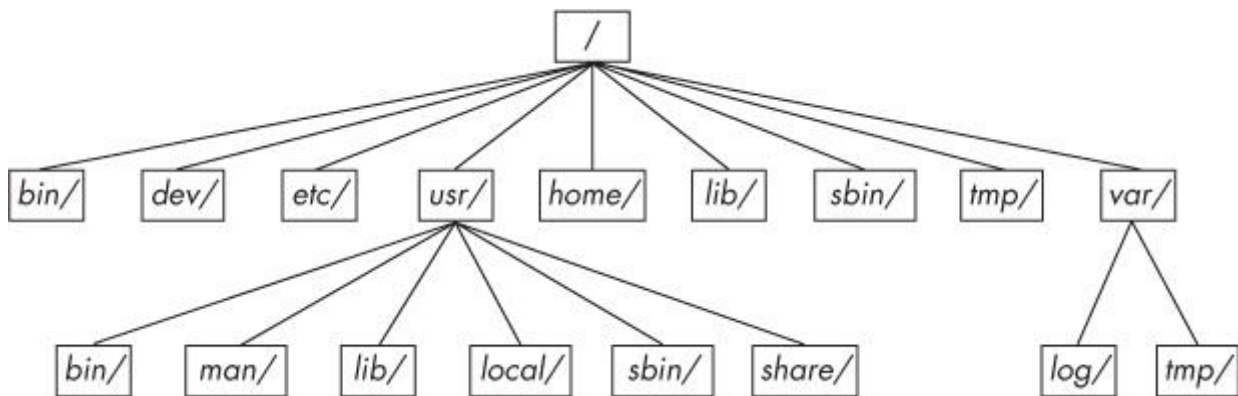 /
bin/ dev/ etc/ usr/ home/ lib/ sbin/ tmp/ var/
bin/ man/ lib/ local/ sbin/ share/ log/ tmp/